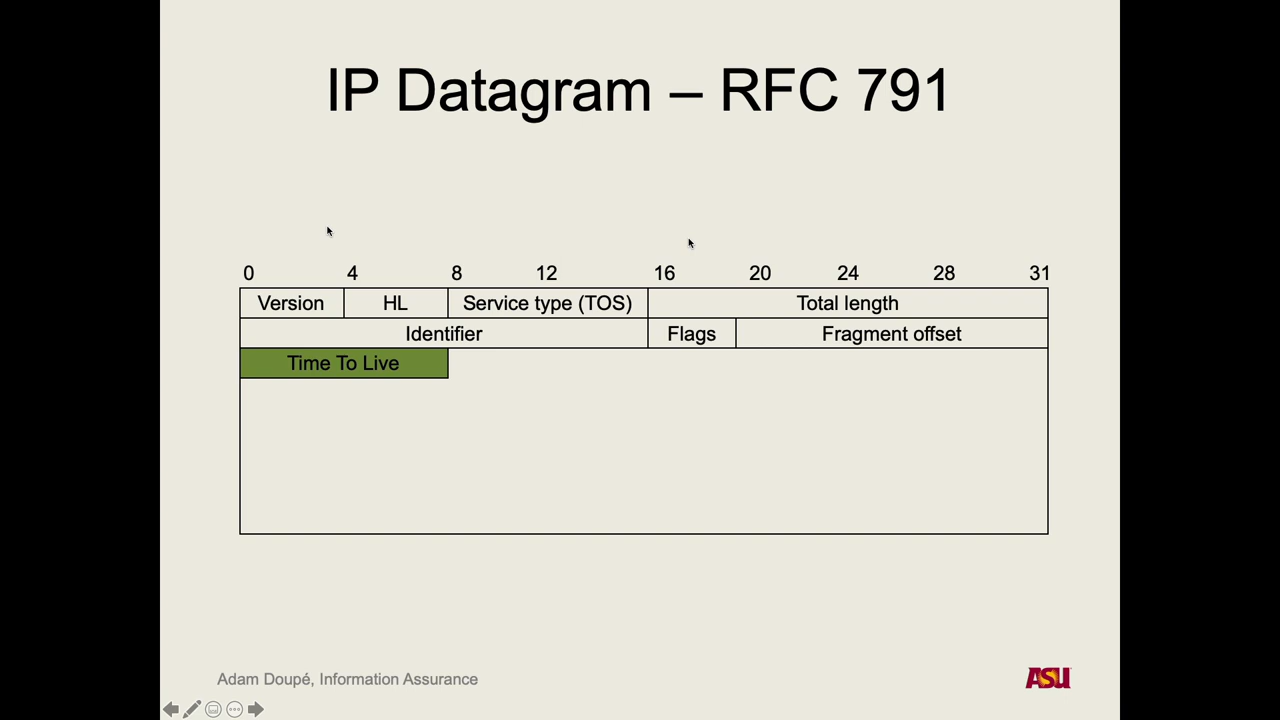 IP Datagram – RFC 791
0 4 8 12 16 20 24 28 31
Version HL Service type (TOS) Total length
Identifier Flags Fragment offset
Time To Live
Adam Doupé, Information Assurance
ASU